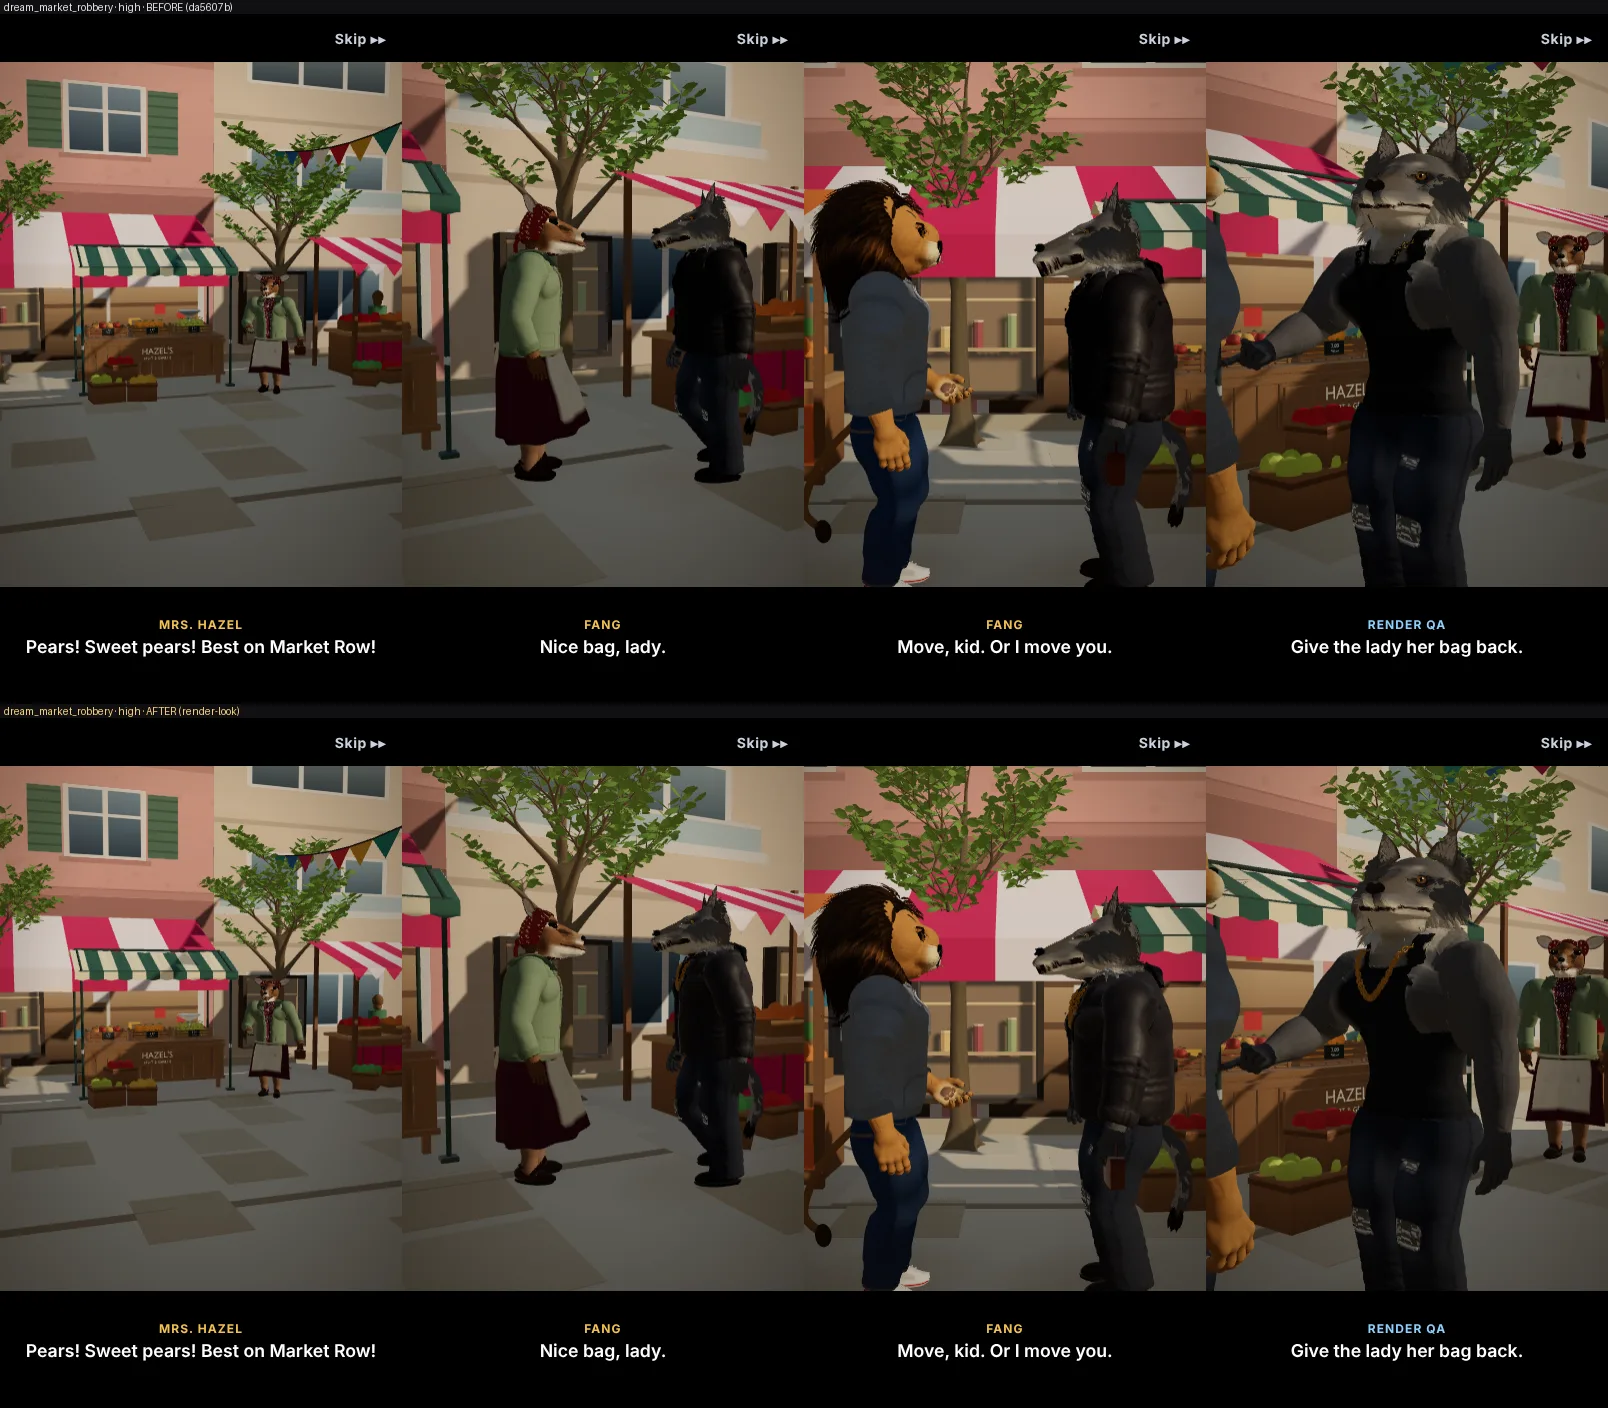 dream_market_robbery · high · BEFORE (da5607b)
Skip ▸▸
Skip ▸▸
Skip ▸▸
Skip ▸▸
HAZEL'S
HAZEL
MRS. HAZEL
Pears! Sweet pears! Best on Market Row!
FANG
Nice bag, lady.
FANG
Move, kid. Or I move you.
RENDER QA
Give the lady her bag back.
dream_market_robbery · high · AFTER (render-look)
Skip ▸▸
Skip ▸▸
Skip ▸▸
Skip ▸▸
HAZEL'S
HAZEL
MRS. HAZEL
Pears! Sweet pears! Best on Market Row!
FANG
Nice bag, lady.
FANG
Move, kid. Or I move you.
RENDER QA
Give the lady her bag back.